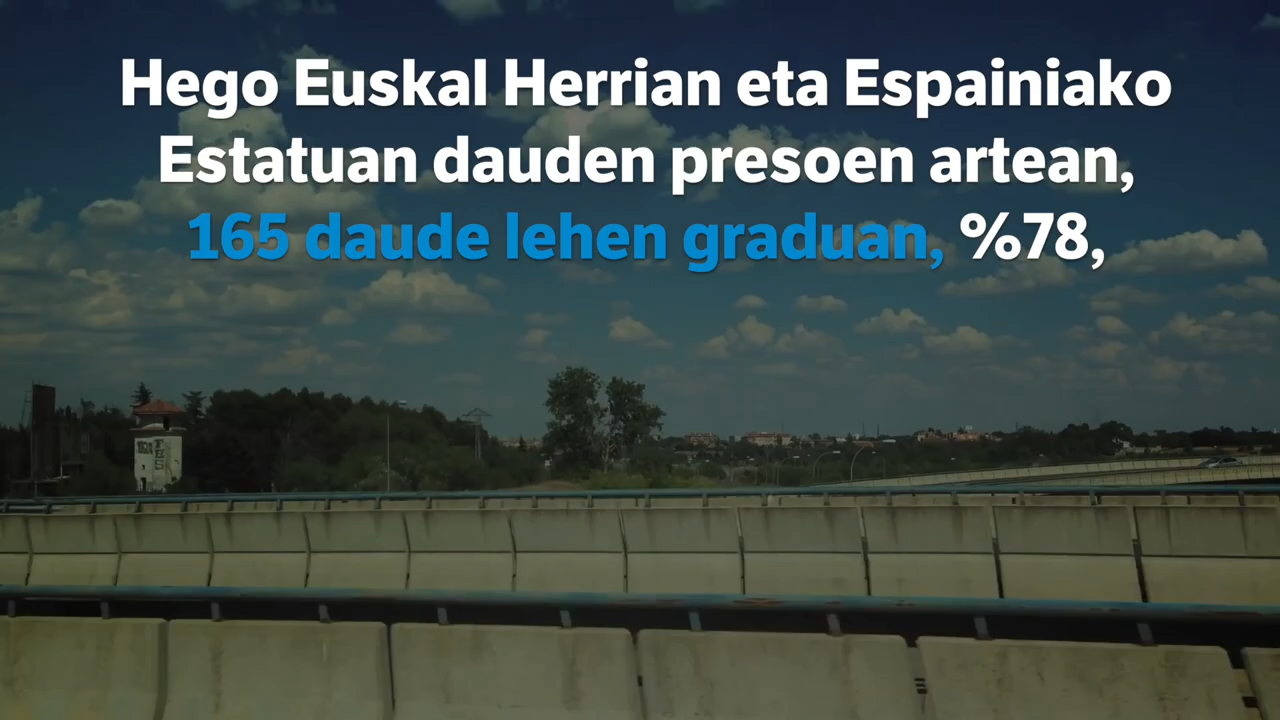 Hego Euskal Herrian eta Espainiako
Estatuan dauden presoen artean,
165 daude lehen graduan, %78,